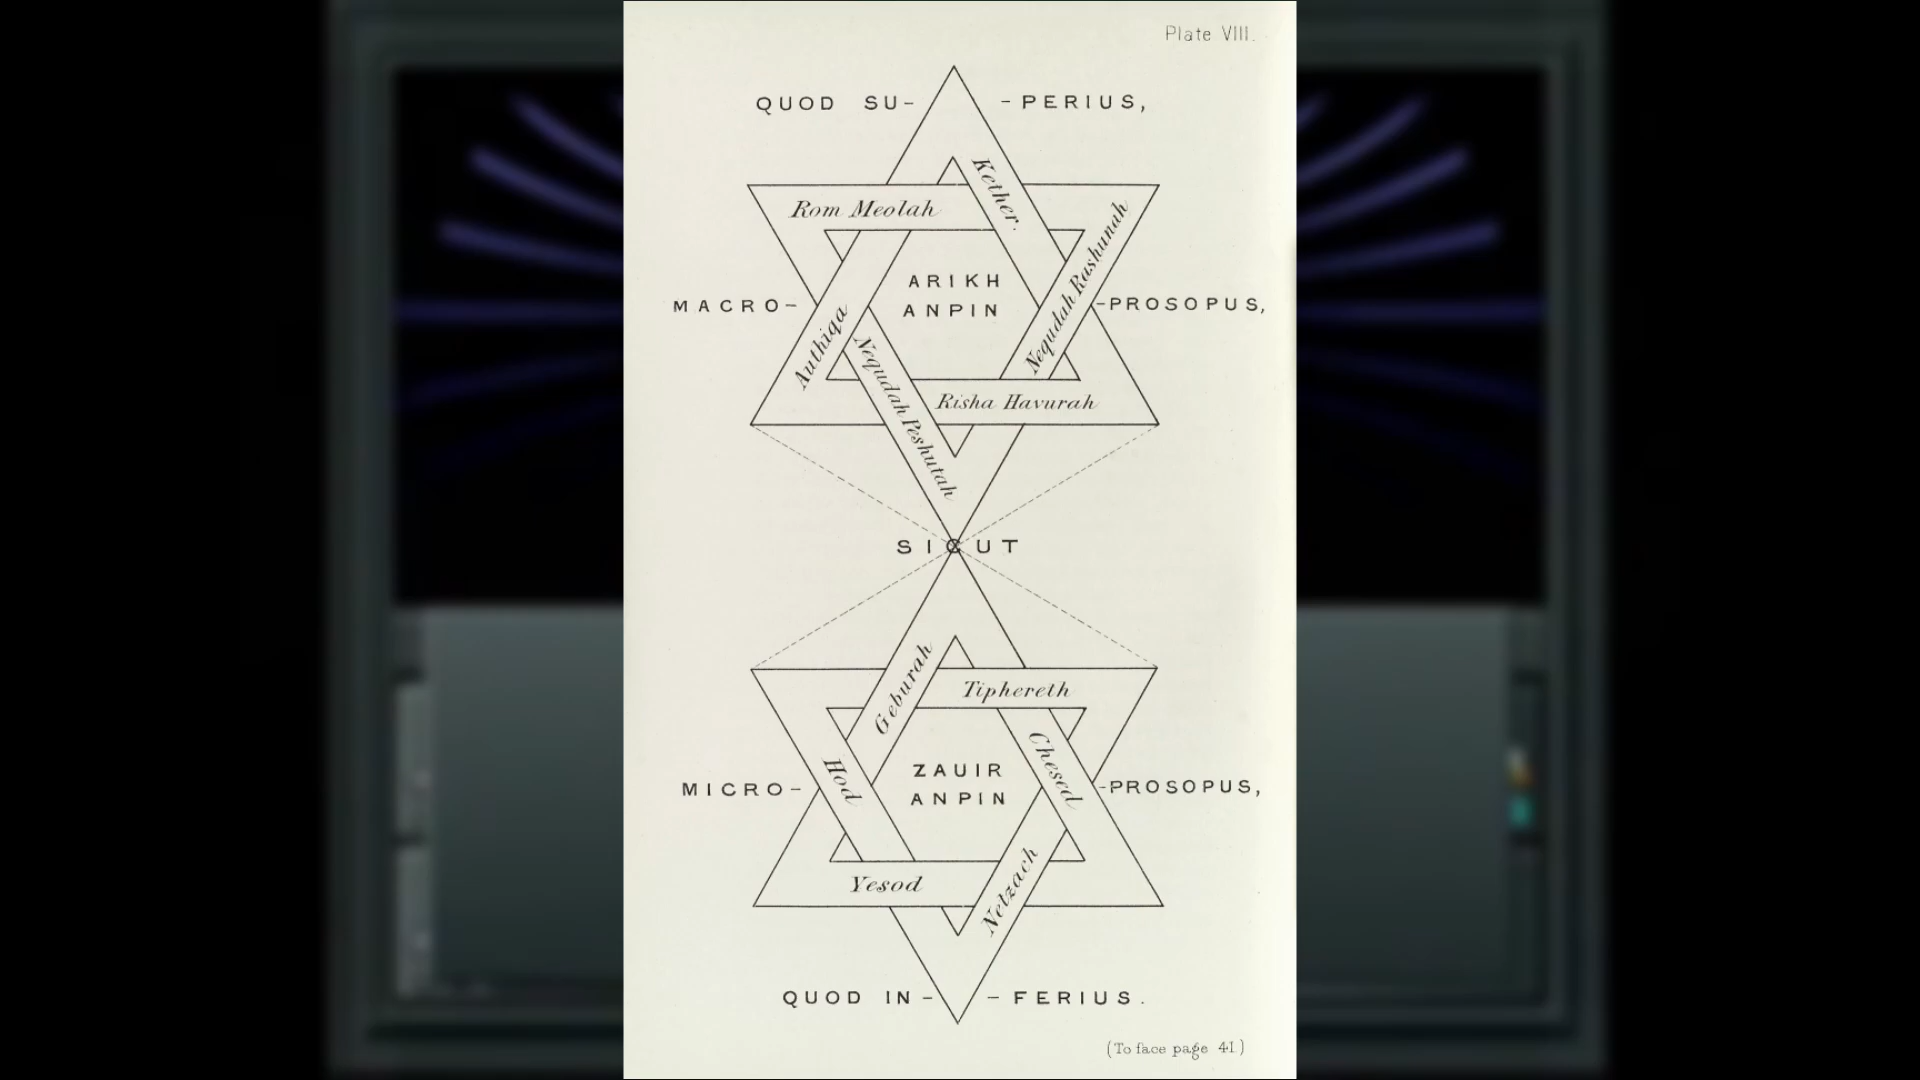 Plate VIII.
QUOD SU- -PERIUS,
Kether.
Rom Meolah
Nequdah Rashunah
ARIKH
ANPIN
MACRO- -PROSOPUS,
Authiqa
Nequdah Peshutah
Risha Havurah
SICUT
Geburah
Tiphereth
Chesed
Hod
ZAUIR
ANPIN
MICRO- -PROSOPUS,
Netzach
Yesod
QUOD IN- -FERIUS.
(To face page 41)